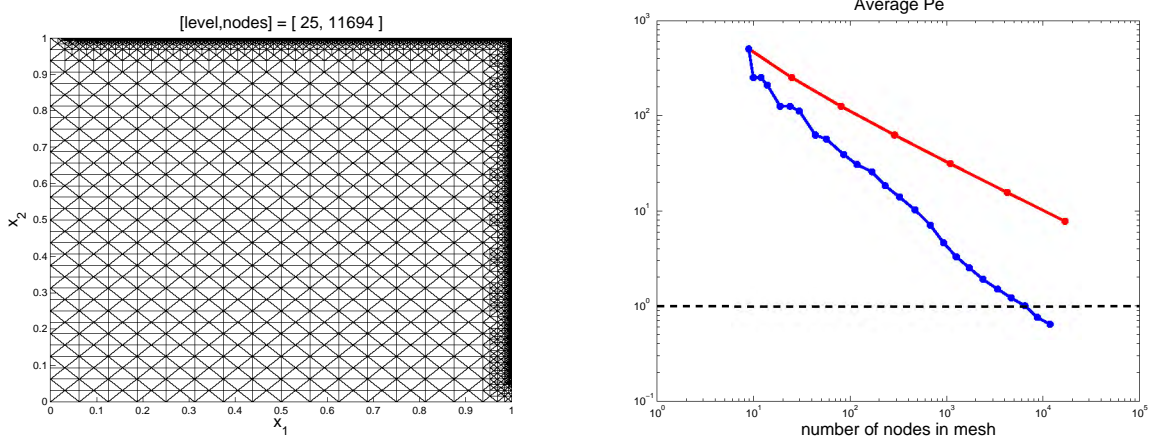 [level,nodes] = [ 25, 11694 ]
1
0.9
0.8
0.7
0.6
0.5
0.4
0.3
0.2
0.1
0
x_2
0 0.1 0.2 0.3 0.4 0.5 0.6 0.7 0.8 0.9 1
x_1
Average Pe
10^3
10^2
10^1
10^0
10^-1
10^0 10^1 10^2 10^3 10^4 10^5
number of nodes in mesh